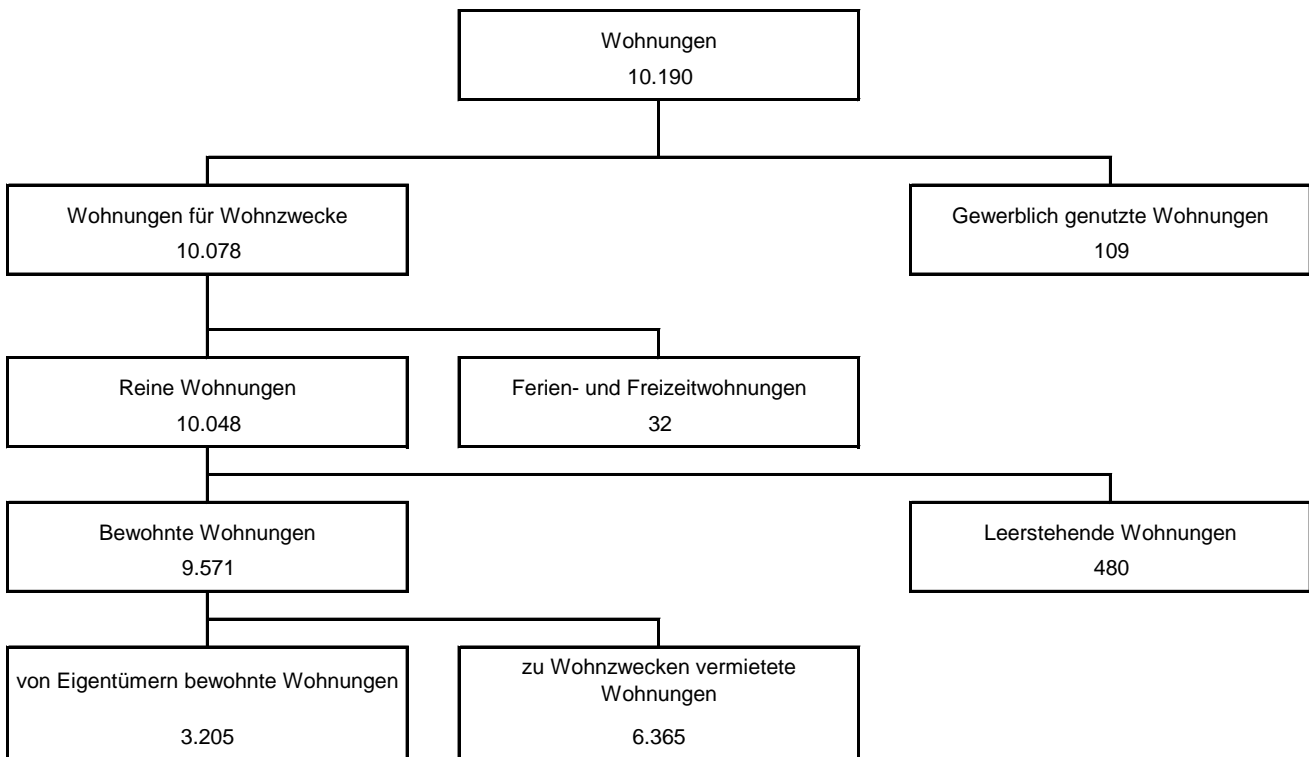 Wohnungen
10.190
Wohnungen für Wohnzwecke
10.078
Gewerblich genutzte Wohnungen
109
Reine Wohnungen
10.048
Ferien- und Freizeitwohnungen
32
Bewohnte Wohnungen
9.571
Leerstehende Wohnungen
480
von Eigentümern bewohnte Wohnungen
3.205
zu Wohnzwecken vermietete
Wohnungen
6.365